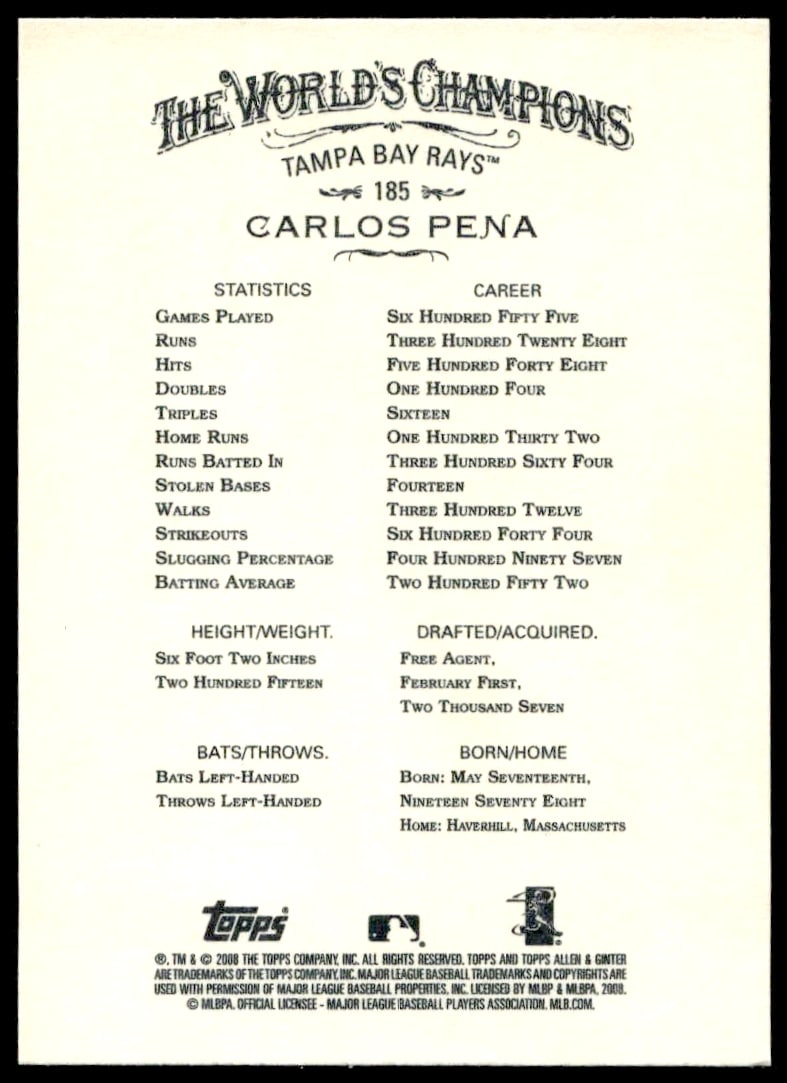 THE WORLD'S CHAMPIONS
TAMPA BAY RAYS™
185
CARLOS PENA
STATISTICS CAREER
GAMES PLAYED SIX HUNDRED FIFTY FIVE
RUNS THREE HUNDRED TWENTY EIGHT
HITS FIVE HUNDRED FORTY EIGHT
DOUBLES ONE HUNDRED FOUR
TRIPLES SIXTEEN
HOME RUNS ONE HUNDRED THIRTY TWO
RUNS BATTED IN THREE HUNDRED SIXTY FOUR
STOLEN BASES FOURTEEN
WALKS THREE HUNDRED TWELVE
STRIKEOUTS SIX HUNDRED FORTY FOUR
SLUGGING PERCENTAGE FOUR HUNDRED NINETY SEVEN
BATTING AVERAGE TWO HUNDRED FIFTY TWO
HEIGHT/WEIGHT.
SIX FOOT TWO INCHES
TWO HUNDRED FIFTEEN
DRAFTED/ACQUIRED.
FREE AGENT,
FEBRUARY FIRST,
TWO THOUSAND SEVEN
BATS/THROWS.
BATS LEFT-HANDED
THROWS LEFT-HANDED
BORN/HOME
BORN: MAY SEVENTEENTH,
NINETEEN SEVENTY EIGHT
HOME: HAVERHILL, MASSACHUSETTS
topps
®, TM & © 2008 THE TOPPS COMPANY, INC. ALL RIGHTS RESERVED. TOPPS AND TOPPS ALLEN & GINTER
ARE TRADEMARKS OF THE TOPPS COMPANY, INC. MAJOR LEAGUE BASEBALL TRADEMARKS AND COPYRIGHTS ARE
USED WITH PERMISSION OF MAJOR LEAGUE BASEBALL PROPERTIES, INC. LICENSED BY MLBP & MLBPA, 2008.
© MLBPA. OFFICIAL LICENSEE - MAJOR LEAGUE BASEBALL PLAYERS ASSOCIATION. MLB.COM.